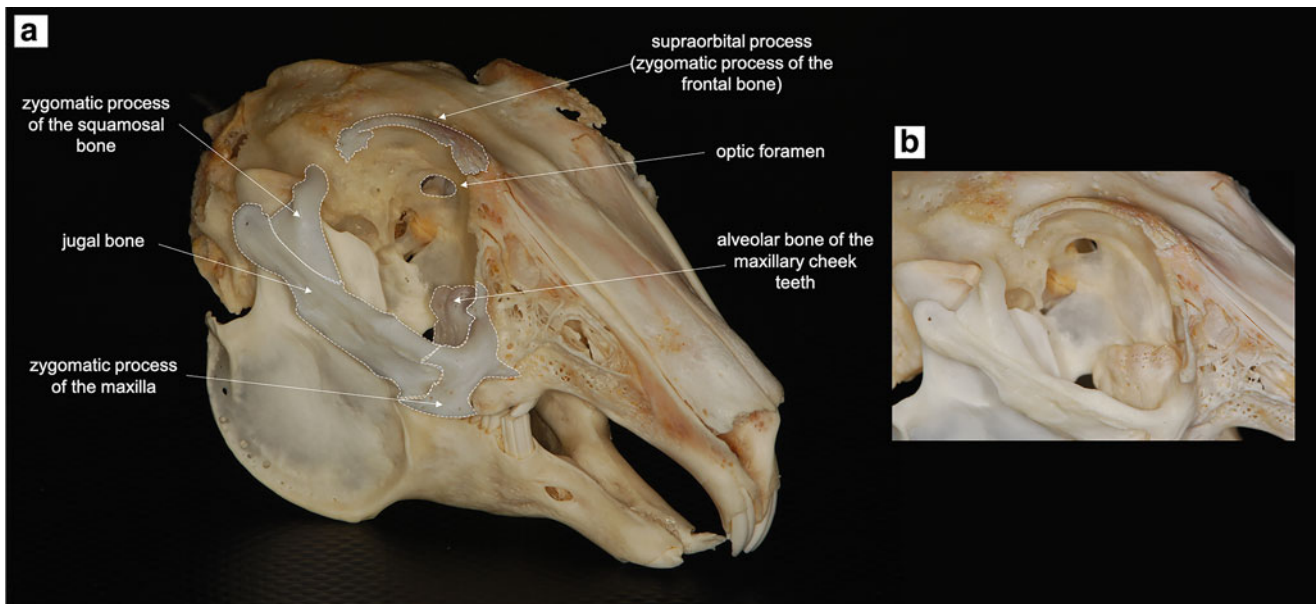 a
supraorbital process
(zygomatic process of the
frontal bone)
zygomatic process
of the squamosal
bone
optic foramen
b
jugal bone
alveolar bone of the
maxillary cheek
teeth
zygomatic process
of the maxilla